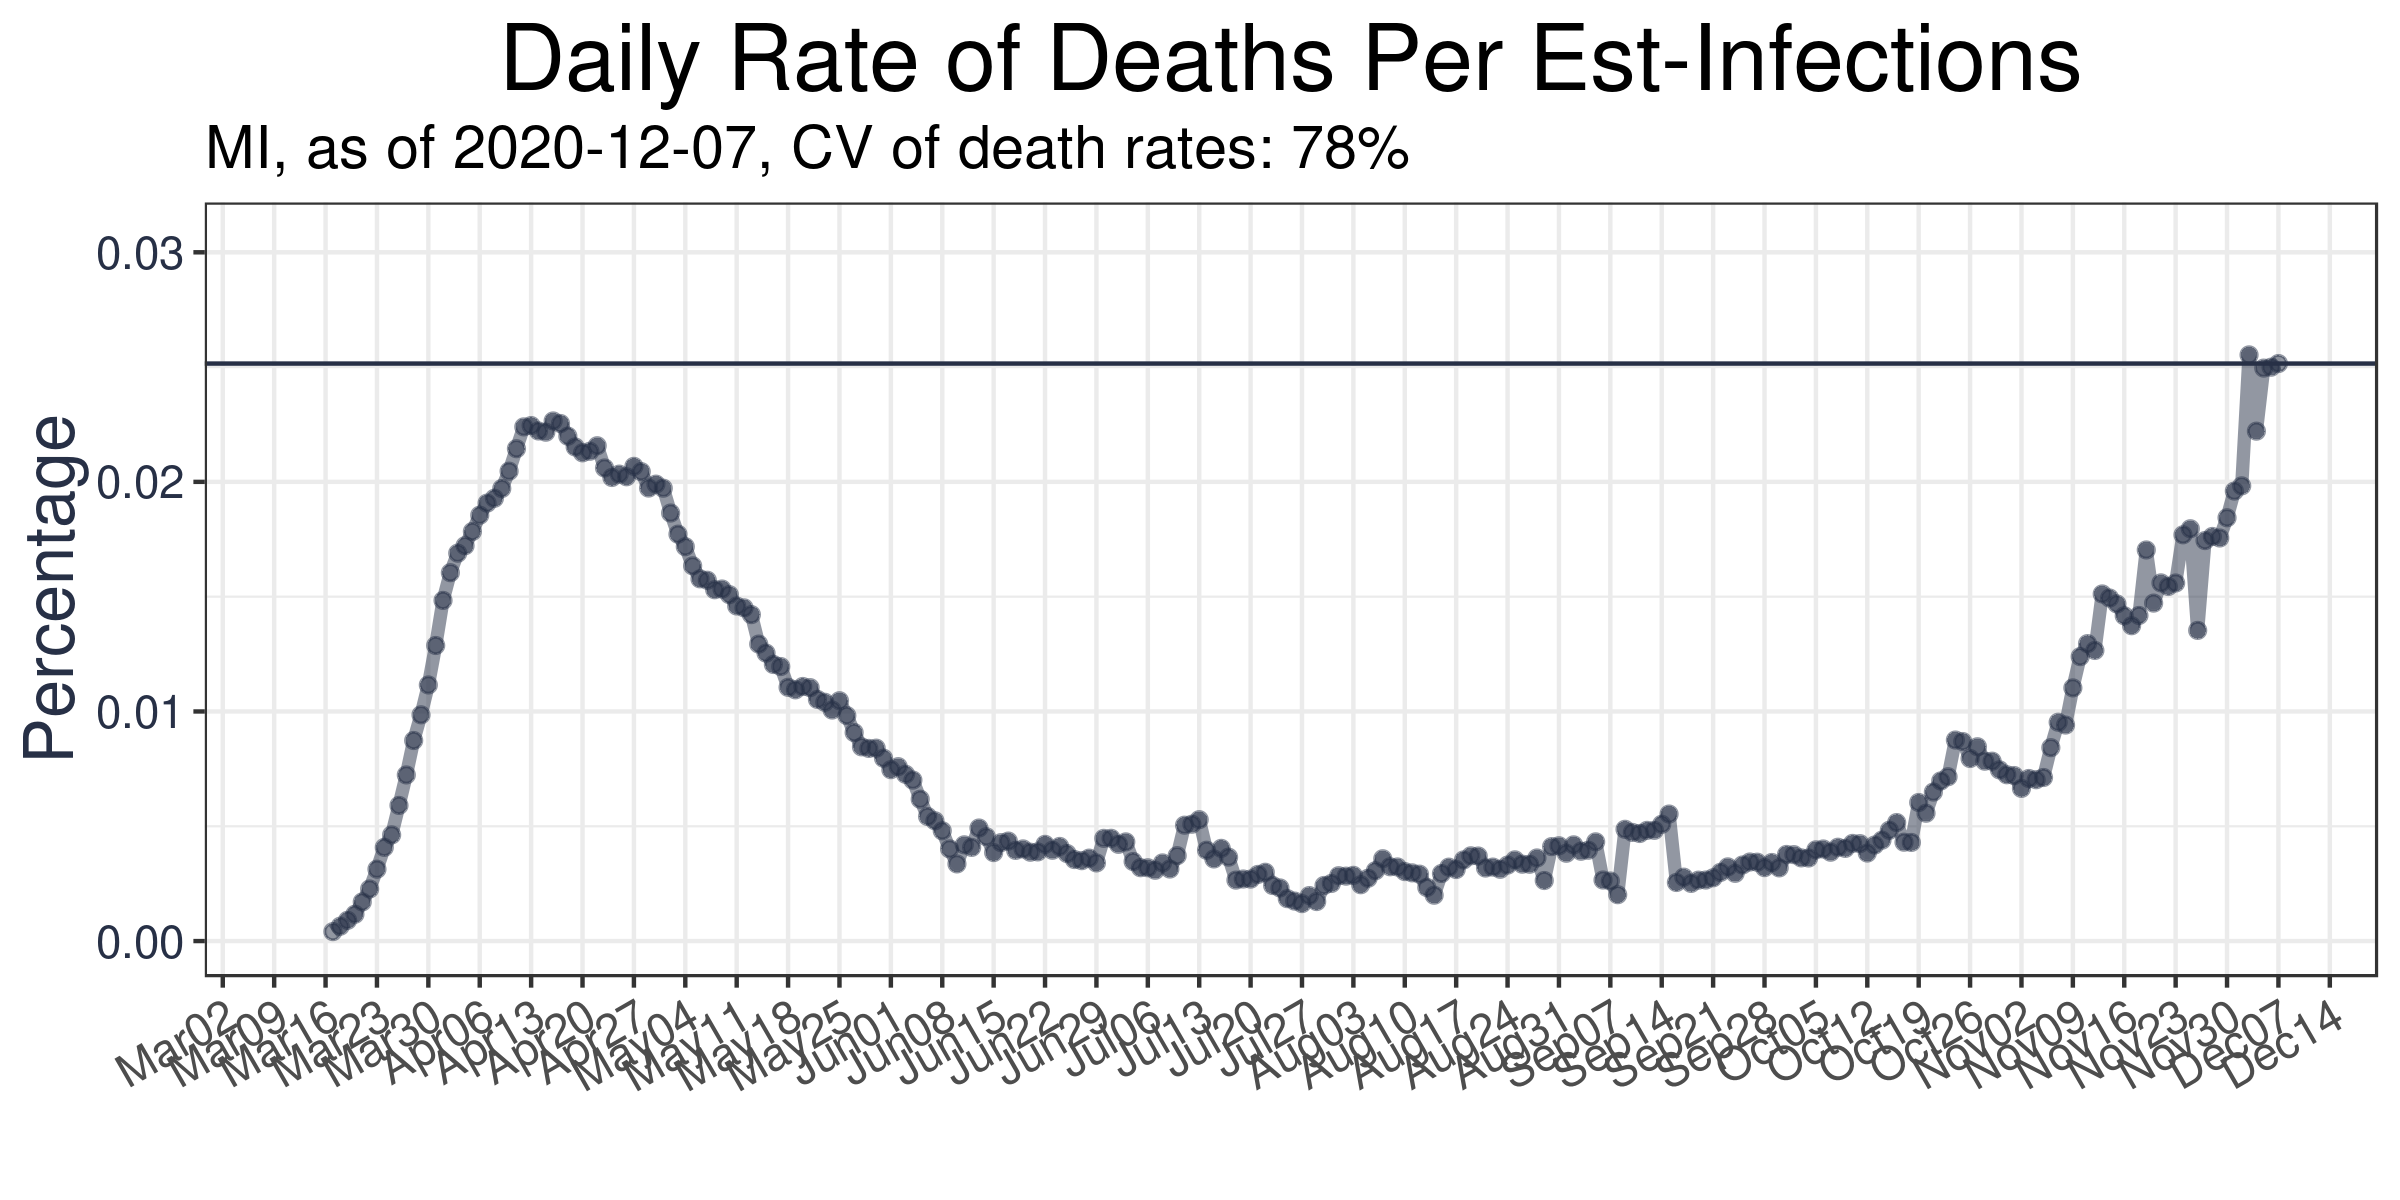 Daily Rate of Deaths Per Est-Infections
MI, as of 2020-12-07, CV of death rates: 78%
Percentage
0.03
0.02
0.01
0.00
Mar02
Mar09
Mar16
Mar23
Mar30
Apr06
Apr13
Apr20
Apr27
May04
May11
May18
May25
Jun01
Jun08
Jun15
Jun22
Jun29
Jul06
Jul13
Jul20
Jul27
Aug03
Aug10
Aug17
Aug24
Aug31
Sep07
Sep14
Sep21
Sep28
Oct05
Oct12
Oct19
Oct26
Nov02
Nov09
Nov16
Nov23
Nov30
Dec07
Dec14